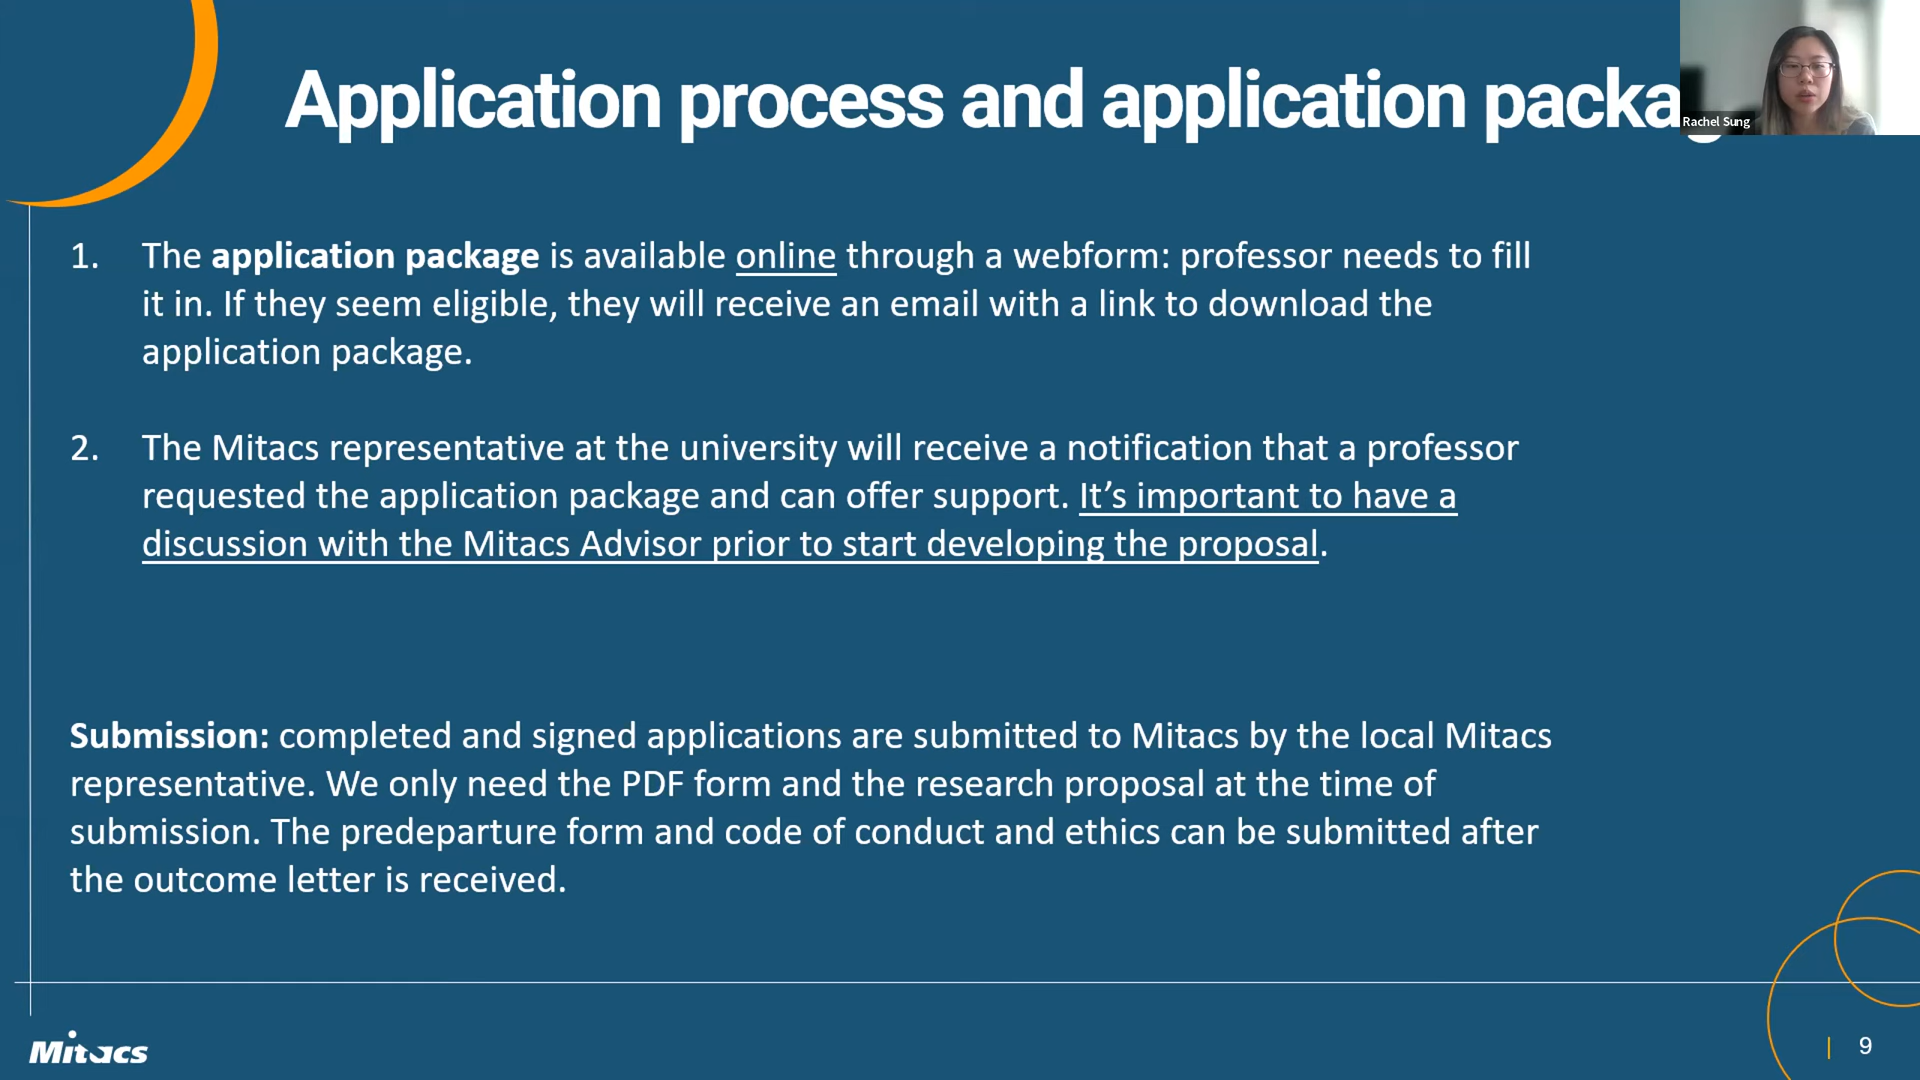 Application process and application packa
Rachel Sung
1. The application package is available online through a webform: professor needs to fill
it in. If they seem eligible, they will receive an email with a link to download the
application package.
2. The Mitacs representative at the university will receive a notification that a professor
requested the application package and can offer support. It’s important to have a
discussion with the Mitacs Advisor prior to start developing the proposal.
Submission: completed and signed applications are submitted to Mitacs by the local Mitacs
representative. We only need the PDF form and the research proposal at the time of
submission. The predeparture form and code of conduct and ethics can be submitted after
the outcome letter is received.
Mitacs
| 9